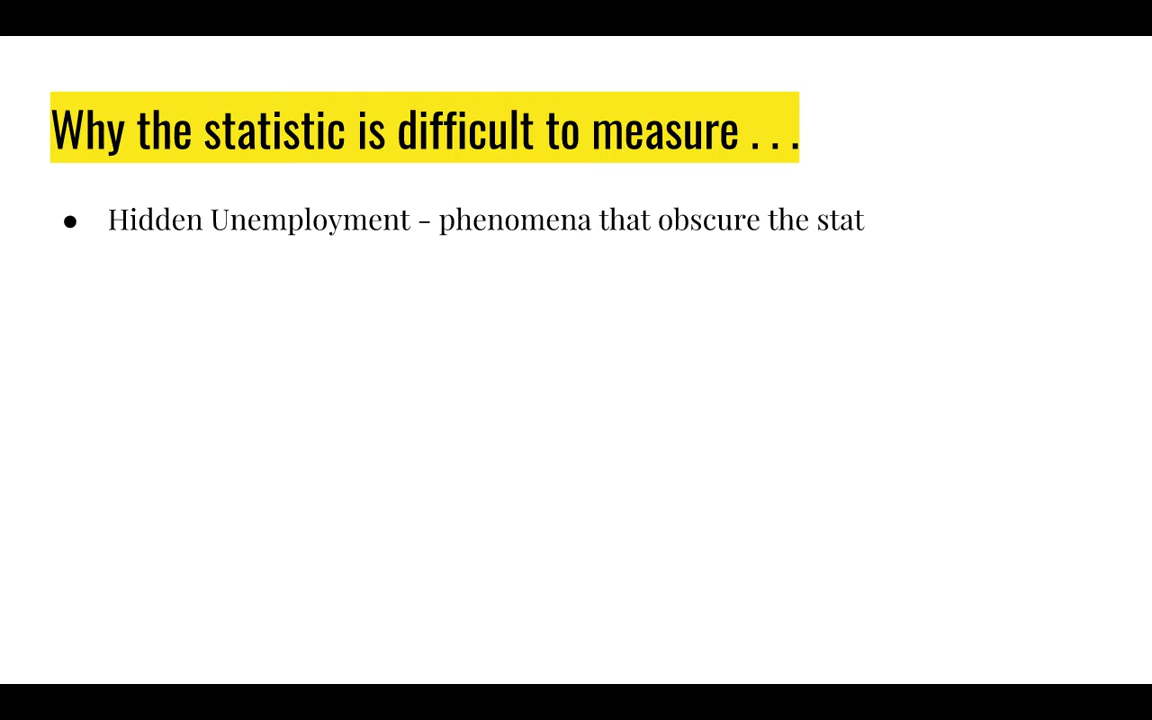 Why the statistic is difficult to measure . . .
● Hidden Unemployment - phenomena that obscure the stat